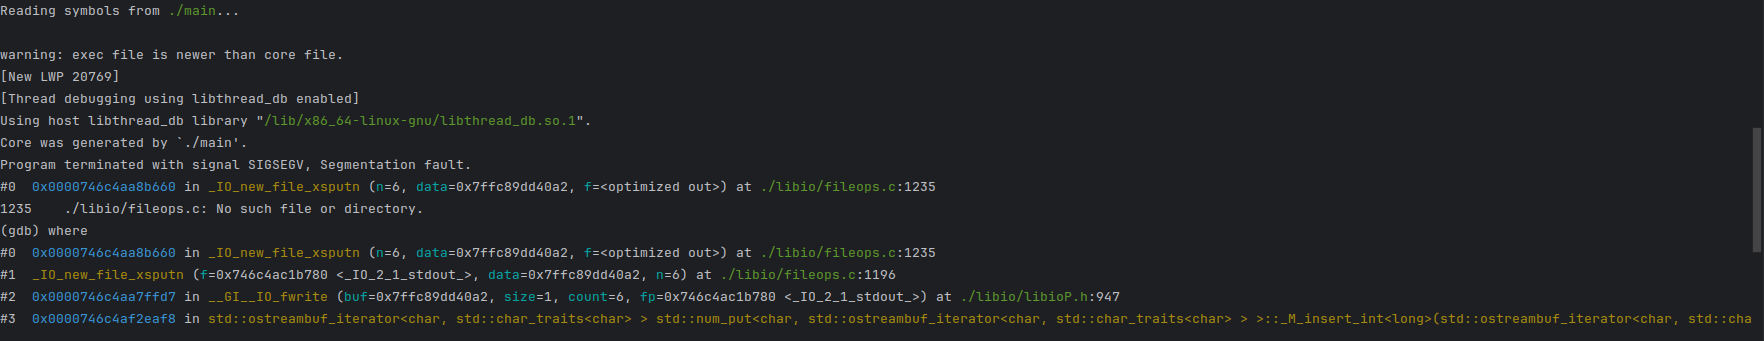 Reading symbols from ./main...
warning: exec file is newer than core file.
[New LWP 20769]
[Thread debugging using libthread_db enabled]
Using host libthread_db library "/lib/x86_64-linux-gnu/libthread_db.so.1".
Core was generated by `./main'.
Program terminated with signal SIGSEGV, Segmentation fault.
#0  0x0000746c4aa8b660 in _IO_new_file_xsputn (n=6, data=0x7ffc89dd40a2, f=<optimized out>) at ./libio/fileops.c:1235
1235    ./libio/fileops.c: No such file or directory.
(gdb) where
#0  0x0000746c4aa8b660 in _IO_new_file_xsputn (n=6, data=0x7ffc89dd40a2, f=<optimized out>) at ./libio/fileops.c:1235
#1  _IO_new_file_xsputn (f=0x746c4ac1b780 <_IO_2_1_stdout_>, data=0x7ffc89dd40a2, n=6) at ./libio/fileops.c:1196
#2  0x0000746c4aa7ffd7 in __GI__IO_fwrite (buf=0x7ffc89dd40a2, size=1, count=6, fp=0x746c4ac1b780 <_IO_2_1_stdout_>) at ./libio/libioP.h:947
#3  0x0000746c4af2eaf8 in std::ostreambuf_iterator<char, std::char_traits<char> > std::num_put<char, std::ostreambuf_iterator<char, std::char_traits<char> > >::_M_insert_int<long>(std::ostreambuf_iterator<char, std::cha